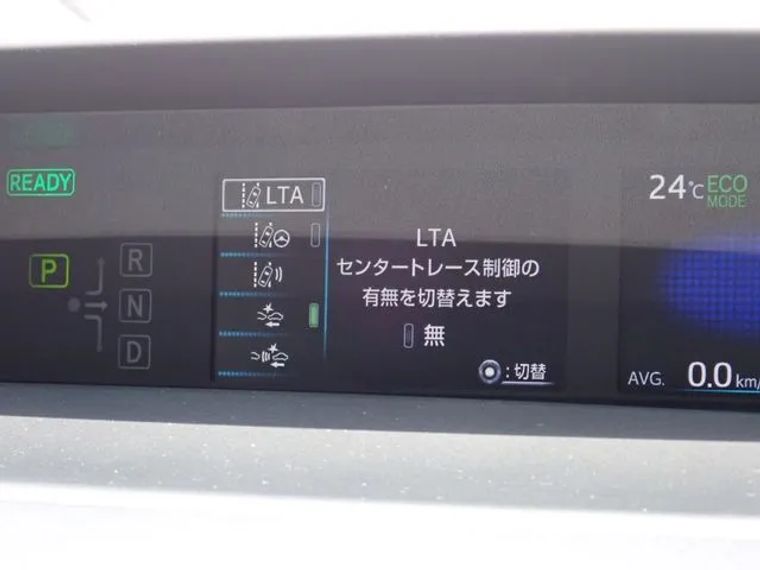 READY
P
R
N
D
LTA
LTA
センタートレース制御の
有無を切替えます
無
:切替
24℃
ECO
MODE
AVG. 0.0 km/